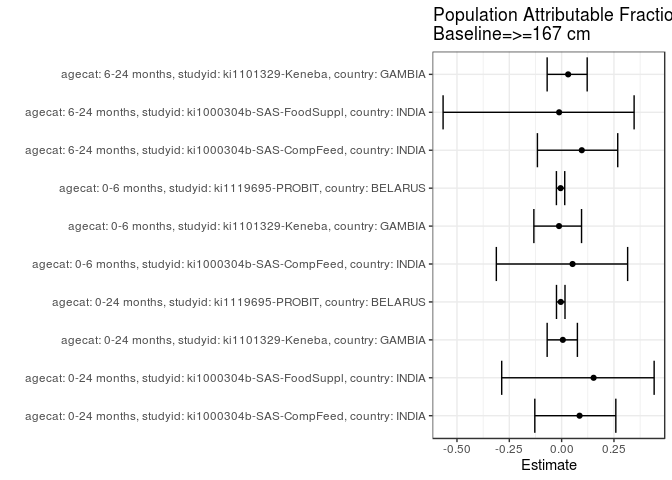 Population Attributable Fractio
Baseline=>=167 cm
agecat: 6-24 months, studyid: ki1101329-Keneba, country: GAMBIA
agecat: 6-24 months, studyid: ki1000304b-SAS-FoodSuppl, country: INDIA
agecat: 6-24 months, studyid: ki1000304b-SAS-CompFeed, country: INDIA
agecat: 0-6 months, studyid: ki1119695-PROBIT, country: BELARUS
agecat: 0-6 months, studyid: ki1101329-Keneba, country: GAMBIA
agecat: 0-6 months, studyid: ki1000304b-SAS-CompFeed, country: INDIA
agecat: 0-24 months, studyid: ki1119695-PROBIT, country: BELARUS
agecat: 0-24 months, studyid: ki1101329-Keneba, country: GAMBIA
agecat: 0-24 months, studyid: ki1000304b-SAS-FoodSuppl, country: INDIA
agecat: 0-24 months, studyid: ki1000304b-SAS-CompFeed, country: INDIA
-0.50 -0.25 0.00 0.25
Estimate